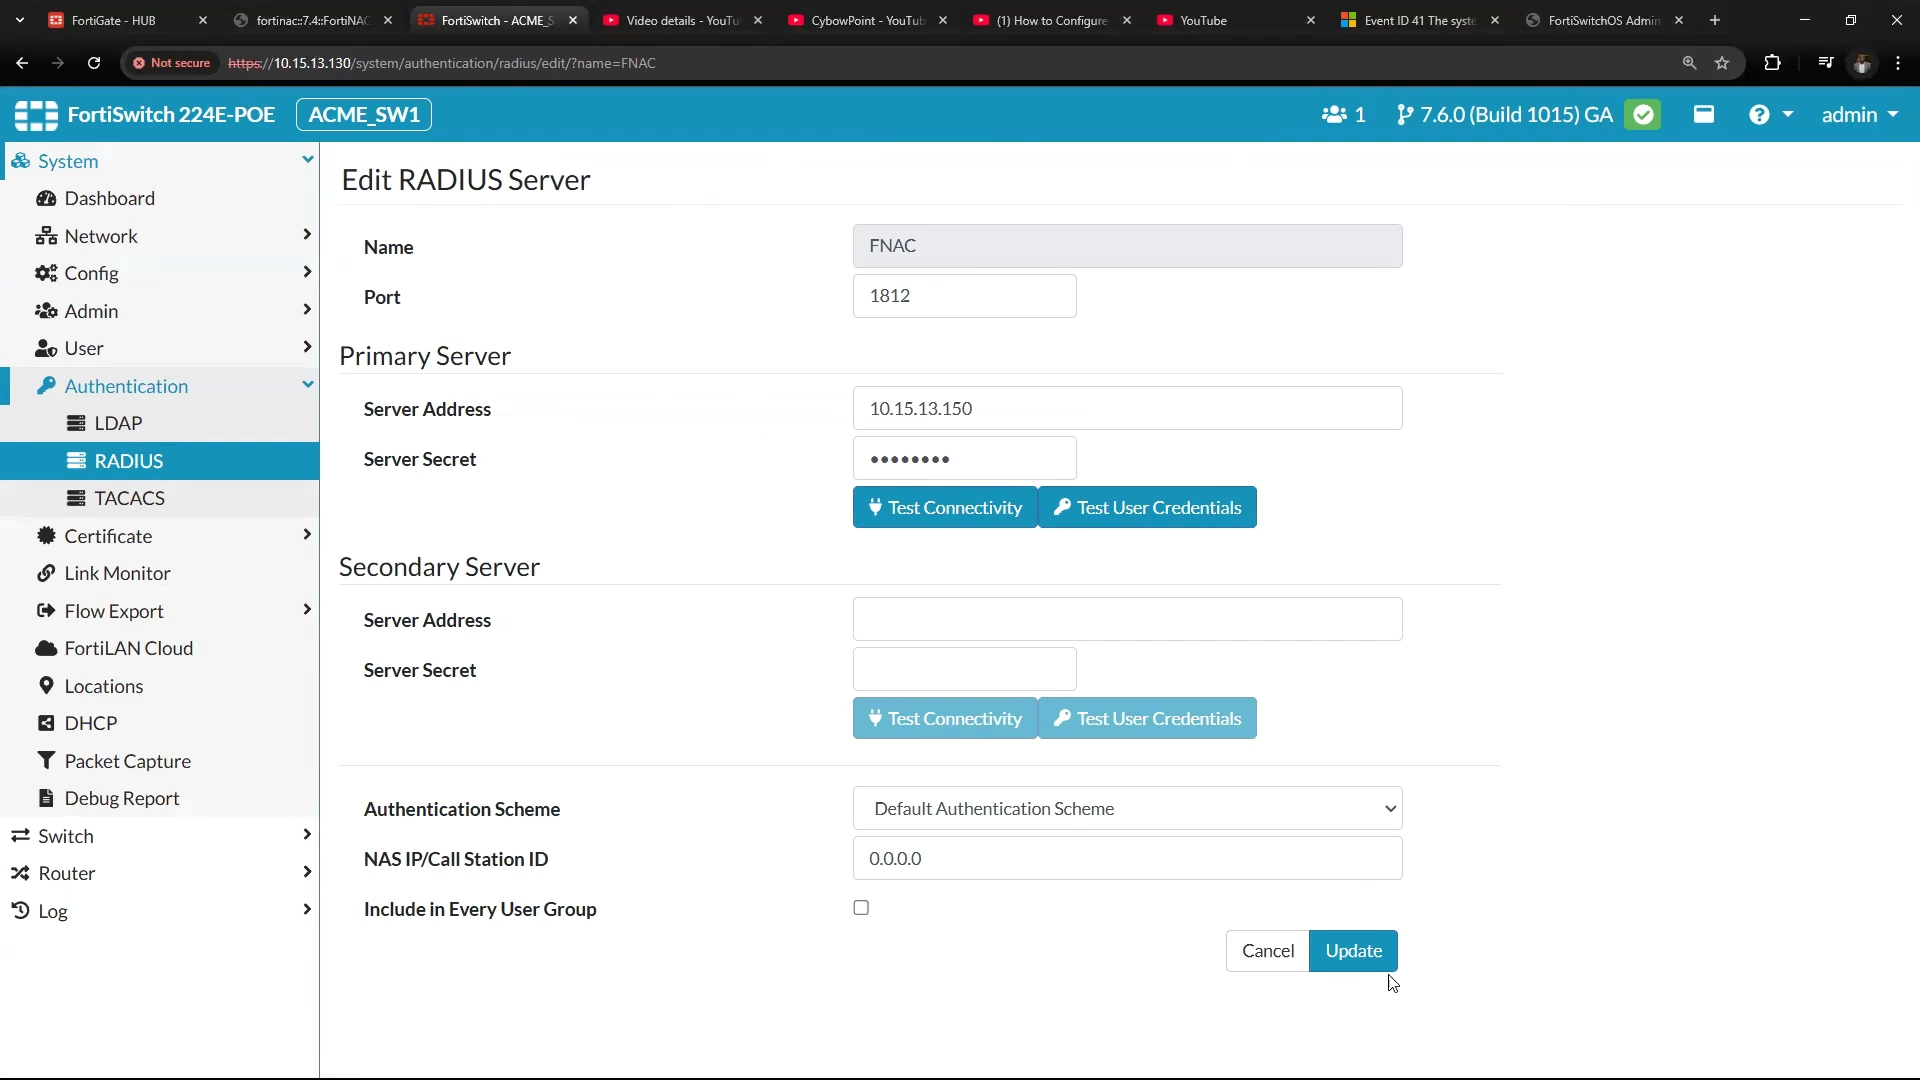 FortiGate - HUB
fortinac::7.4::FortiNAC
FortiSwitch - ACME_S
Video details - YouTu
CybowPoint - YouTub
(1) How to Configure
YouTube
Event ID 41 The syste
FortiSwitchOS Admin
Not secure
https://10.15.13.130/system/authentication/radius/edit/?name=FNAC
FortiSwitch 224E-POE
ACME_SW1
1
7.6.0 (Build 1015) GA
admin
System
Dashboard
Network
Config
Admin
User
Authentication
LDAP
RADIUS
TACACS
Certificate
Link Monitor
Flow Export
FortiLAN Cloud
Locations
DHCP
Packet Capture
Debug Report
Switch
Router
Log
Edit RADIUS Server
Name
FNAC
Port
1812
Primary Server
Server Address
10.15.13.150
Server Secret
••••••••
Test Connectivity
Test User Credentials
Secondary Server
Server Address
Server Secret
Test Connectivity
Test User Credentials
Authentication Scheme
Default Authentication Scheme
NAS IP/Call Station ID
0.0.0.0
Include in Every User Group
Cancel
Update